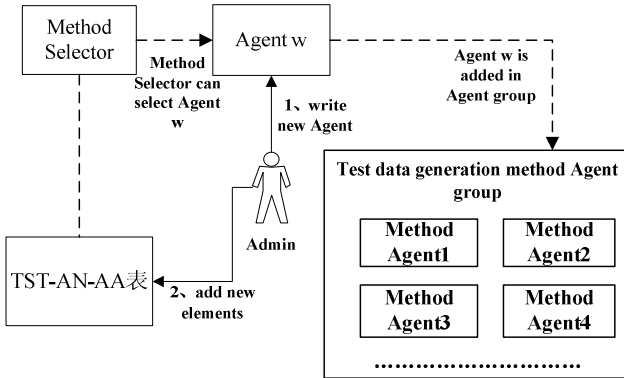 Method
Selector
Agent w
Method
Selector can
select Agent
w
Agent w is
added in
Agent group
1、write
new Agent
Admin
TST-AN-AA表
2、add new
elements
Test data generation method Agent
group
Method
Agent1
Method
Agent2
Method
Agent3
Method
Agent4
…………………………